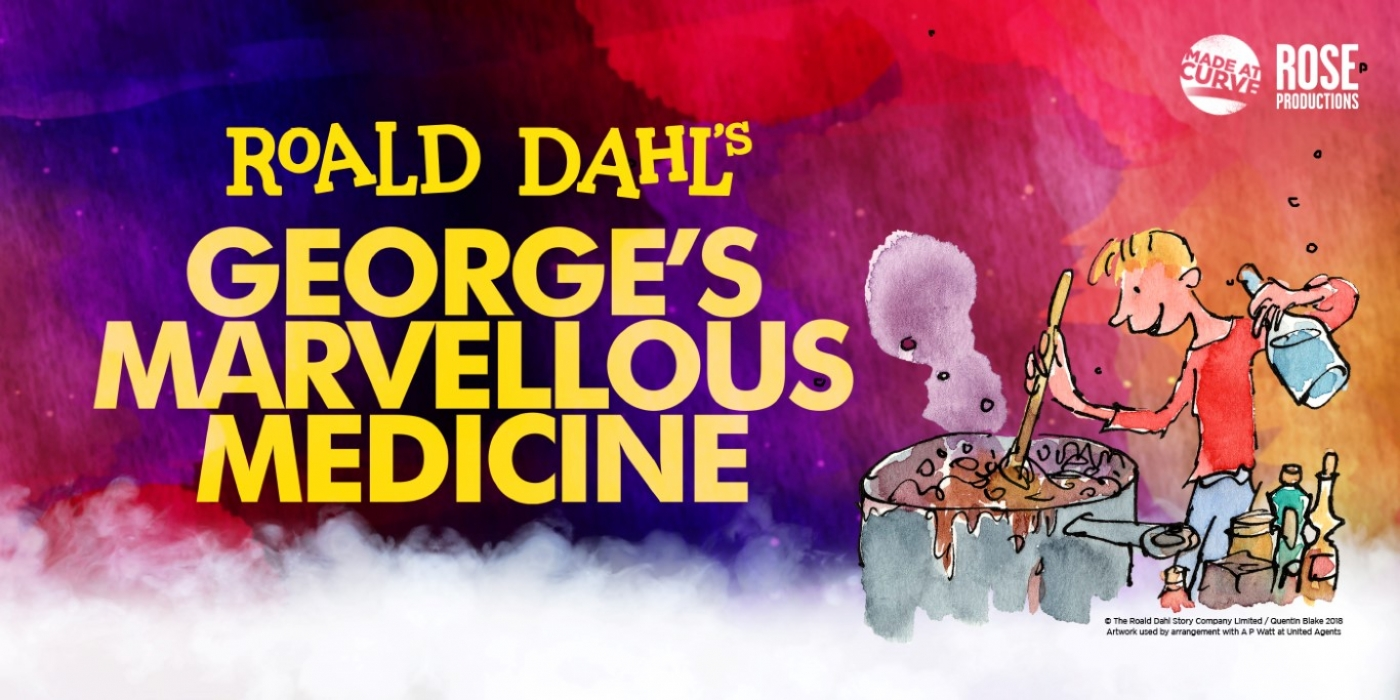 MADE AT
CURVE
ROSE
PRODUCTIONS
ROALD DAHL'S
GEORGE'S
MARVELLOUS
MEDICINE
© The Roald Dahl Story Company Limited / Quentin Blake 2018
Artwork used by arrangement with A P Watt at United Agents